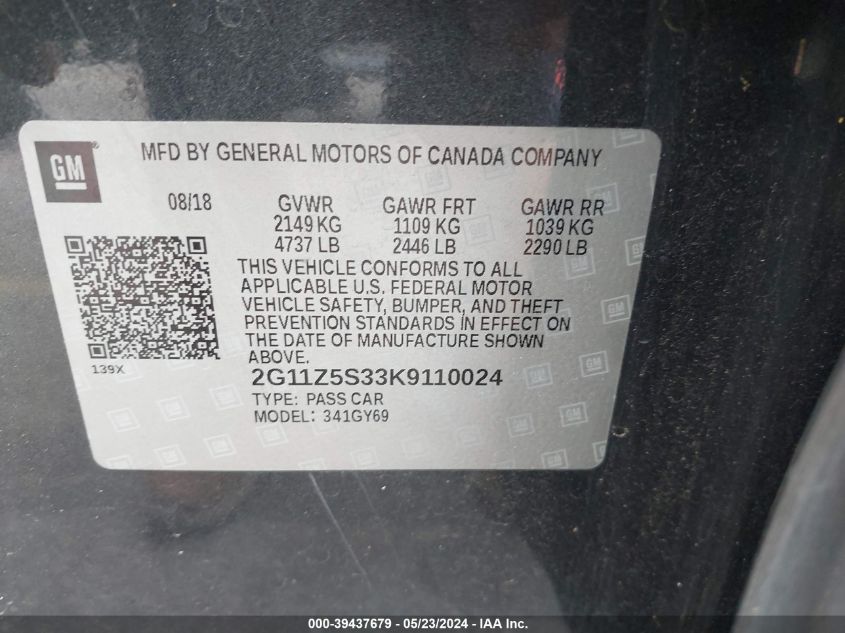 GM
MFD BY GENERAL MOTORS OF CANADA COMPANY
08/18 GVWR GAWR FRT GAWR RR
2149 KG 1109 KG 1039 KG
4737 LB 2446 LB 2290 LB
THIS VEHICLE CONFORMS TO ALL
APPLICABLE U.S. FEDERAL MOTOR
VEHICLE SAFETY, BUMPER, AND THEFT
PREVENTION STANDARDS IN EFFECT ON
THE DATE OF MANUFACTURE SHOWN
ABOVE.
139X
2G11Z5S33K9110024
TYPE: PASS CAR
MODEL: 341GY69
000-39437679 - 05/23/2024 - IAA Inc.